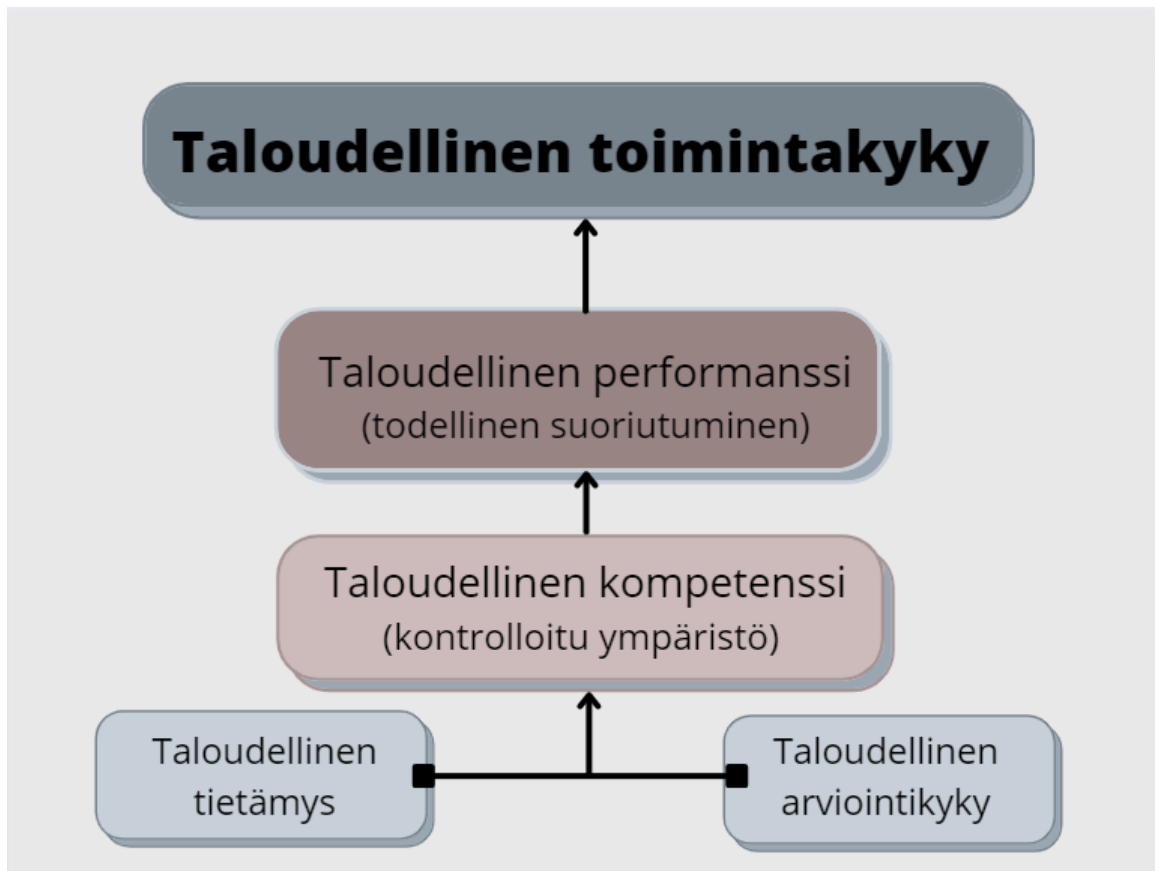 Taloudellinen toimintakyky
Taloudellinen performanssi
(todellinen suoriutuminen)
Taloudellinen kompetenssi
(kontrolloitu ympäristö)
Taloudellinen
tietämys
Taloudellinen
arviointikyky